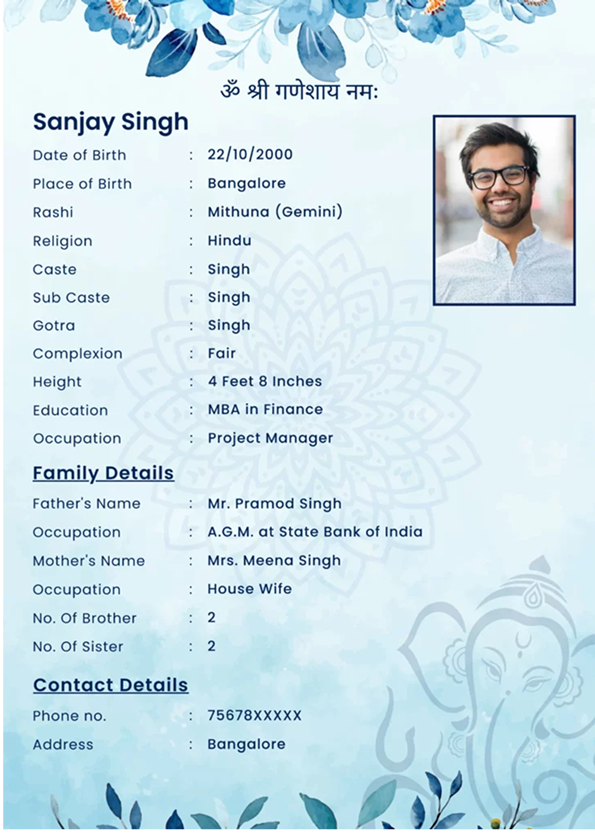 ॐ श्री गणेशाय नम:
Sanjay Singh
Date of Birth : 22/10/2000
Place of Birth : Bangalore
Rashi : Mithuna (Gemini)
Religion : Hindu
Caste : Singh
Sub Caste : Singh
Gotra : Singh
Complexion : Fair
Height : 4 Feet 8 Inches
Education : MBA in Finance
Occupation : Project Manager
Family Details
Father's Name : Mr. Pramod Singh
Occupation : A.G.M. at State Bank of India
Mother's Name : Mrs. Meena Singh
Occupation : House Wife
No. Of Brother : 2
No. Of Sister : 2
Contact Details
Phone no. : 75678XXXXX
Address : Bangalore